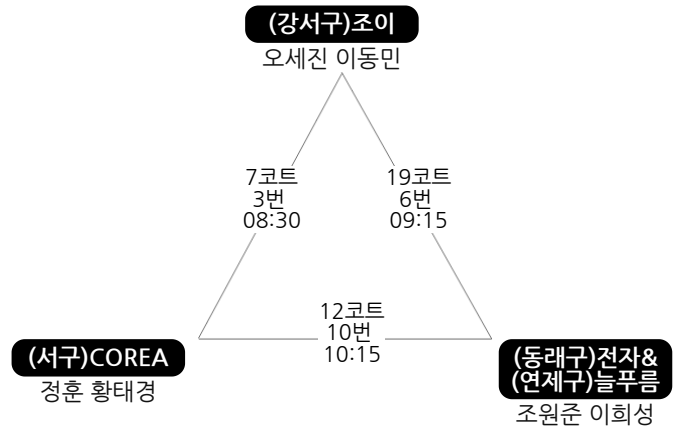 (강서구)조이
오세진 이동민
7코트
3번
08:30
19코트
6번
09:15
12코트
10번
10:15
(서구)COREA
정훈 황태경
(동래구)전자&
(연제구)늘푸름
조원준 이희성